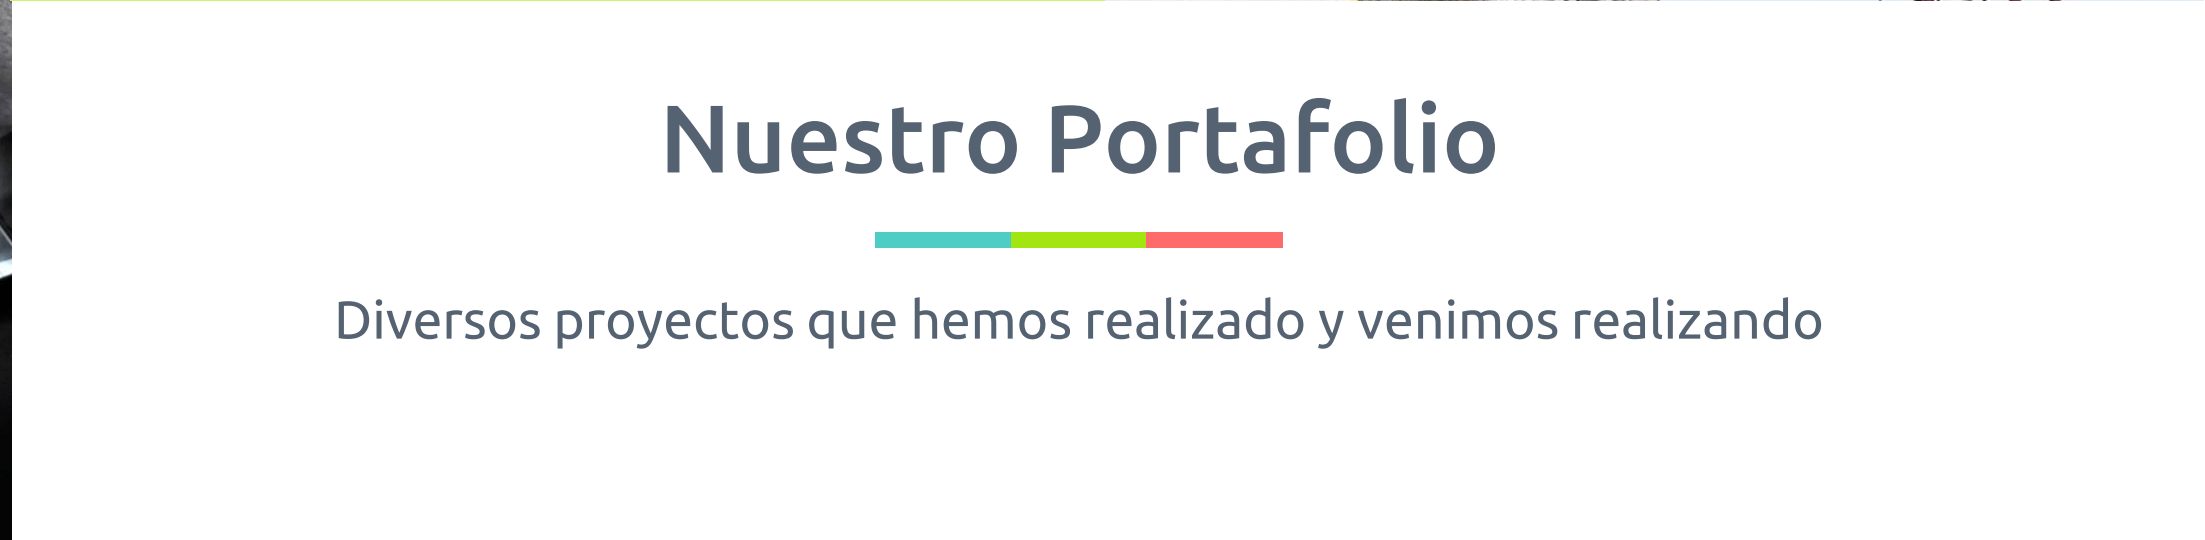 Nuestro Portafolio
Diversos proyectos que hemos realizado y venimos realizando